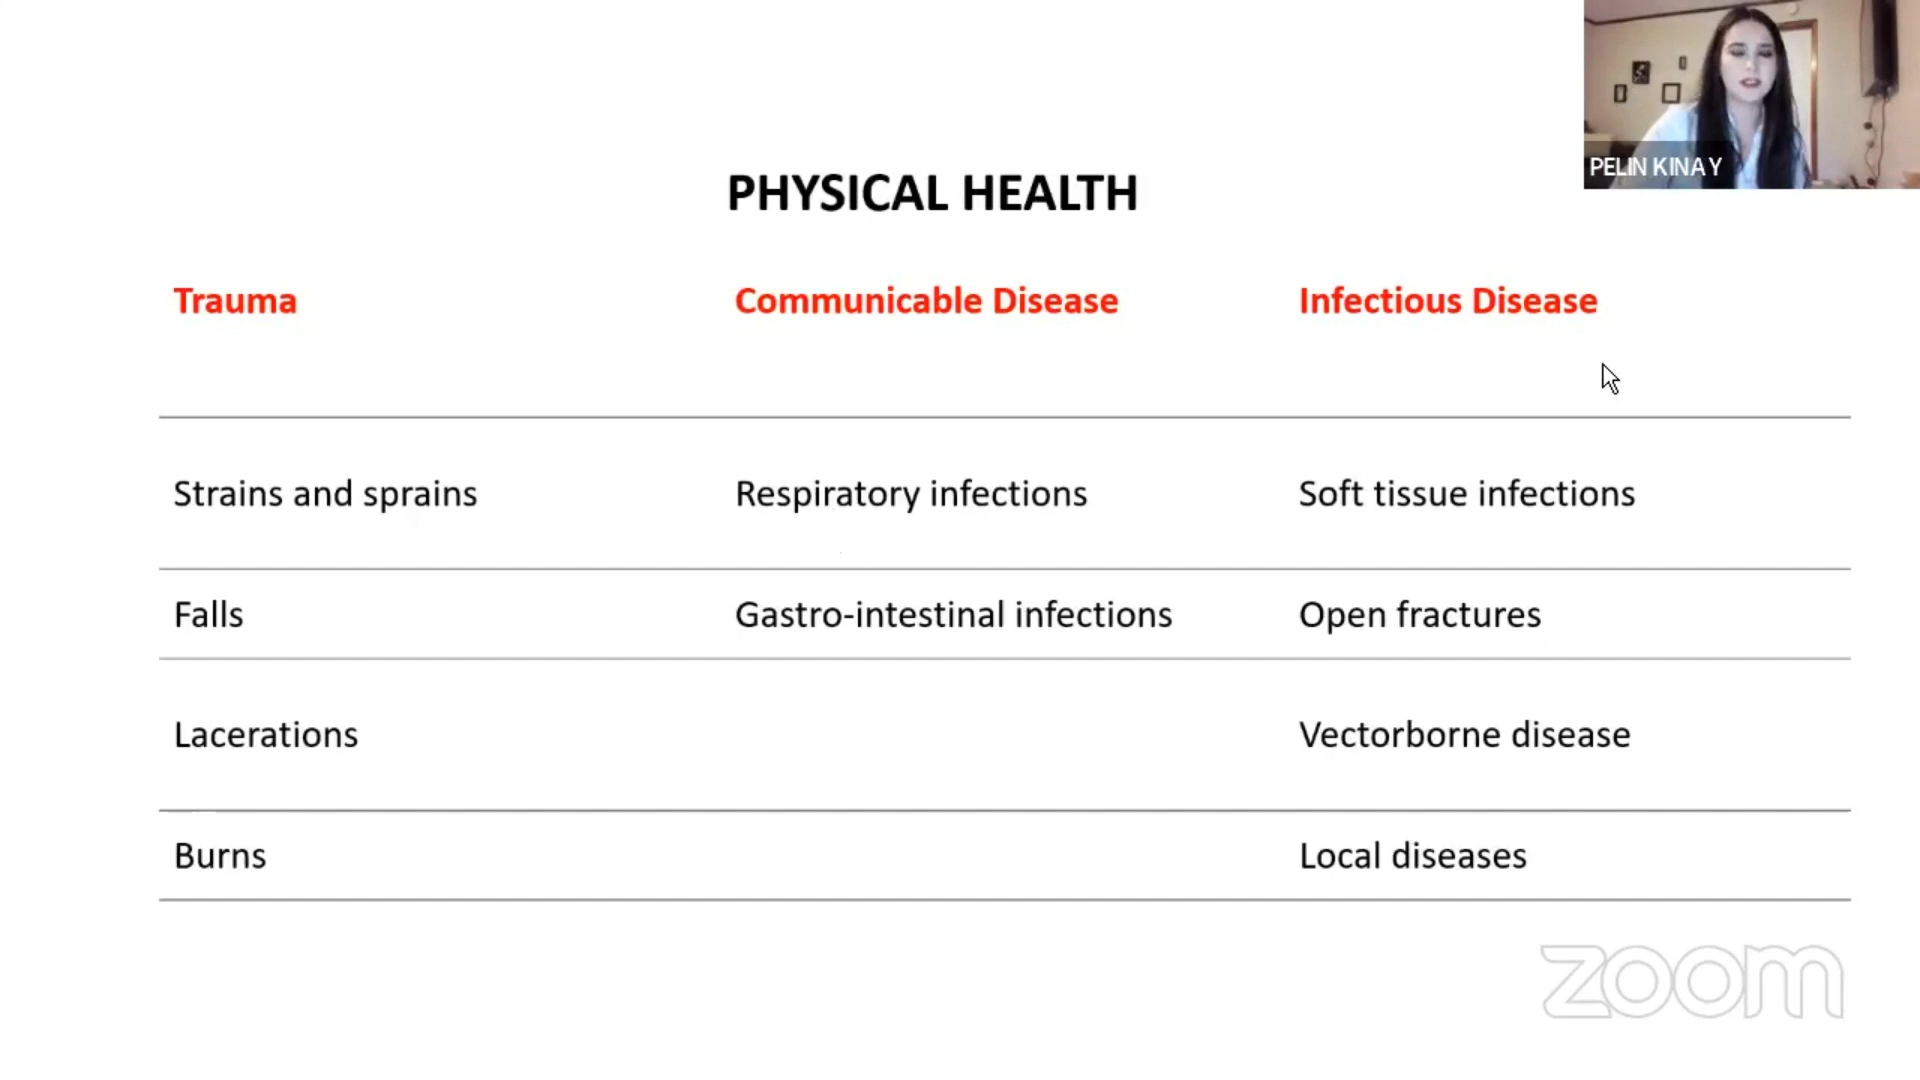 PELIN KINAY
PHYSICAL HEALTH
Trauma Communicable Disease Infectious Disease
Strains and sprains Respiratory infections Soft tissue infections
Falls Gastro-intestinal infections Open fractures
Lacerations Vectorborne disease
Burns Local diseases
zoom